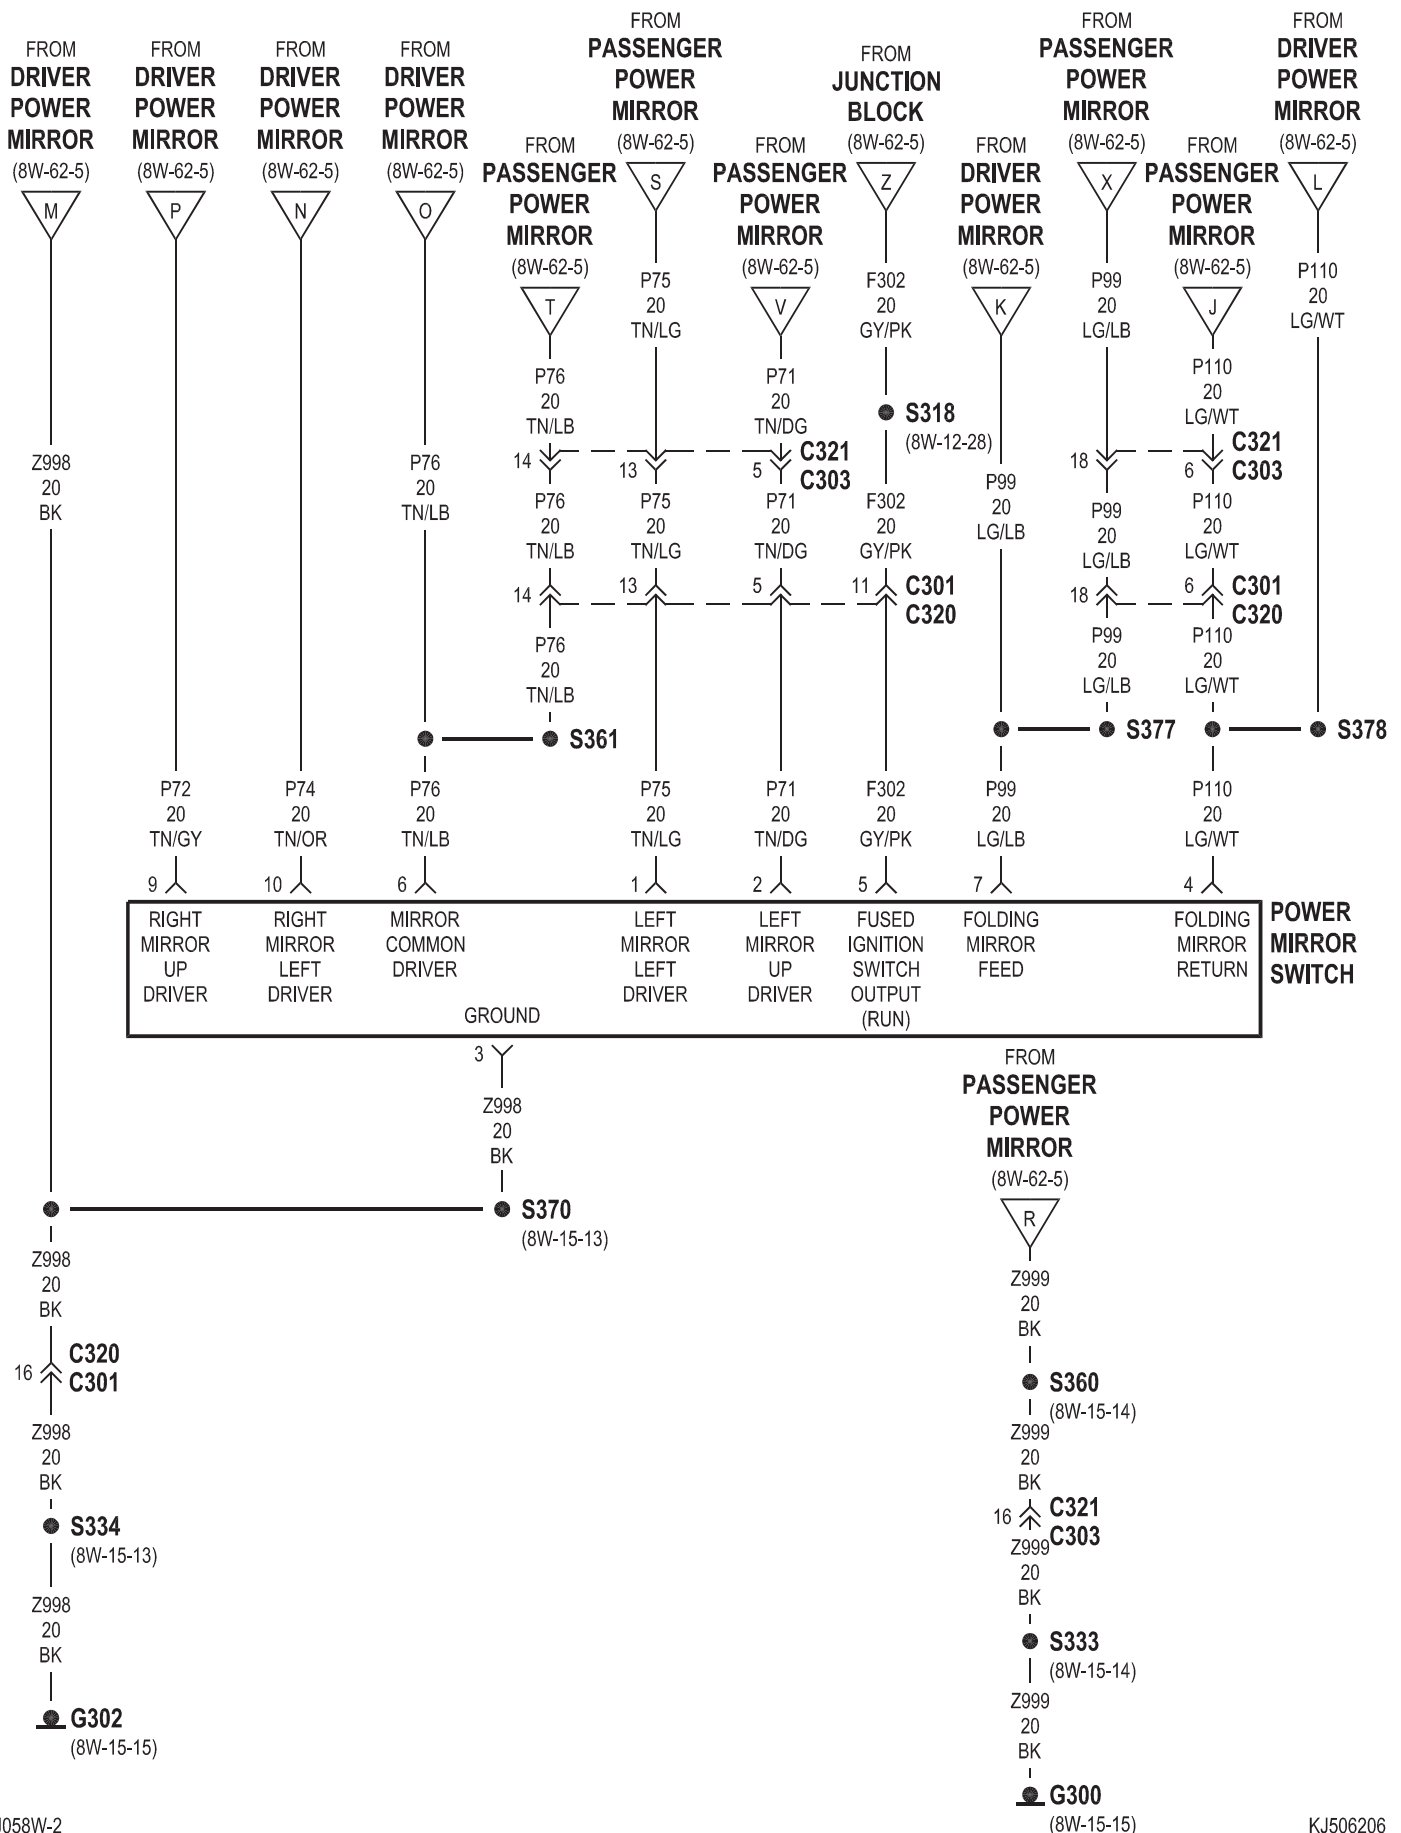 FROM
DRIVER
POWER
MIRROR
(8W-62-5)
M
FROM
DRIVER
POWER
MIRROR
(8W-62-5)
P
FROM
DRIVER
POWER
MIRROR
(8W-62-5)
N
FROM
DRIVER
POWER
MIRROR
(8W-62-5)
O
FROM
PASSENGER
POWER
MIRROR
(8W-62-5)
T
FROM
PASSENGER
POWER
MIRROR
(8W-62-5)
S
FROM
PASSENGER
POWER
MIRROR
(8W-62-5)
V
FROM
JUNCTION
BLOCK
(8W-62-5)
Z
FROM
DRIVER
POWER
MIRROR
(8W-62-5)
K
FROM
PASSENGER
POWER
MIRROR
(8W-62-5)
X
FROM
PASSENGER
POWER
MIRROR
(8W-62-5)
J
FROM
DRIVER
POWER
MIRROR
(8W-62-5)
L
Z998
20
BK
P76
20
TN/LB
P76
20
TN/LB
P75
20
TN/LG
P71
20
TN/DG
F302
20
GY/PK
S318
(8W-12-28)
P99
20
LG/LB
P99
20
LG/LB
P110
20
LG/WT
P110
20
LG/WT
14
13
5
C321
C303
18
6
C321
C303
P76
20
TN/LB
P75
20
TN/LG
P71
20
TN/DG
F302
20
GY/PK
P99
20
LG/LB
P110
20
LG/WT
14
13
5
11
C301
C320
18
6
C301
C320
P76
20
TN/LB
P99
20
LG/LB
P110
20
LG/WT
S361
S377
S378
P72
20
TN/GY
P74
20
TN/OR
P76
20
TN/LB
P75
20
TN/LG
P71
20
TN/DG
F302
20
GY/PK
P99
20
LG/LB
P110
20
LG/WT
9
10
6
1
2
5
7
4
RIGHT
MIRROR
UP
DRIVER
RIGHT
MIRROR
LEFT
DRIVER
MIRROR
COMMON
DRIVER
LEFT
MIRROR
LEFT
DRIVER
LEFT
MIRROR
UP
DRIVER
FUSED
IGNITION
SWITCH
OUTPUT
(RUN)
FOLDING
MIRROR
FEED
FOLDING
MIRROR
RETURN
POWER
MIRROR
SWITCH
GROUND
3
Z998
20
BK
S370
(8W-15-13)
Z998
20
BK
16
C320
C301
Z998
20
BK
S334
(8W-15-13)
Z998
20
BK
G302
(8W-15-15)
FROM
PASSENGER
POWER
MIRROR
(8W-62-5)
R
Z999
20
BK
S360
(8W-15-14)
Z999
20
BK
16
C321
C303
Z999
20
BK
S333
(8W-15-14)
Z999
20
BK
G300
(8W-15-15)
J058W-2
KJ506206